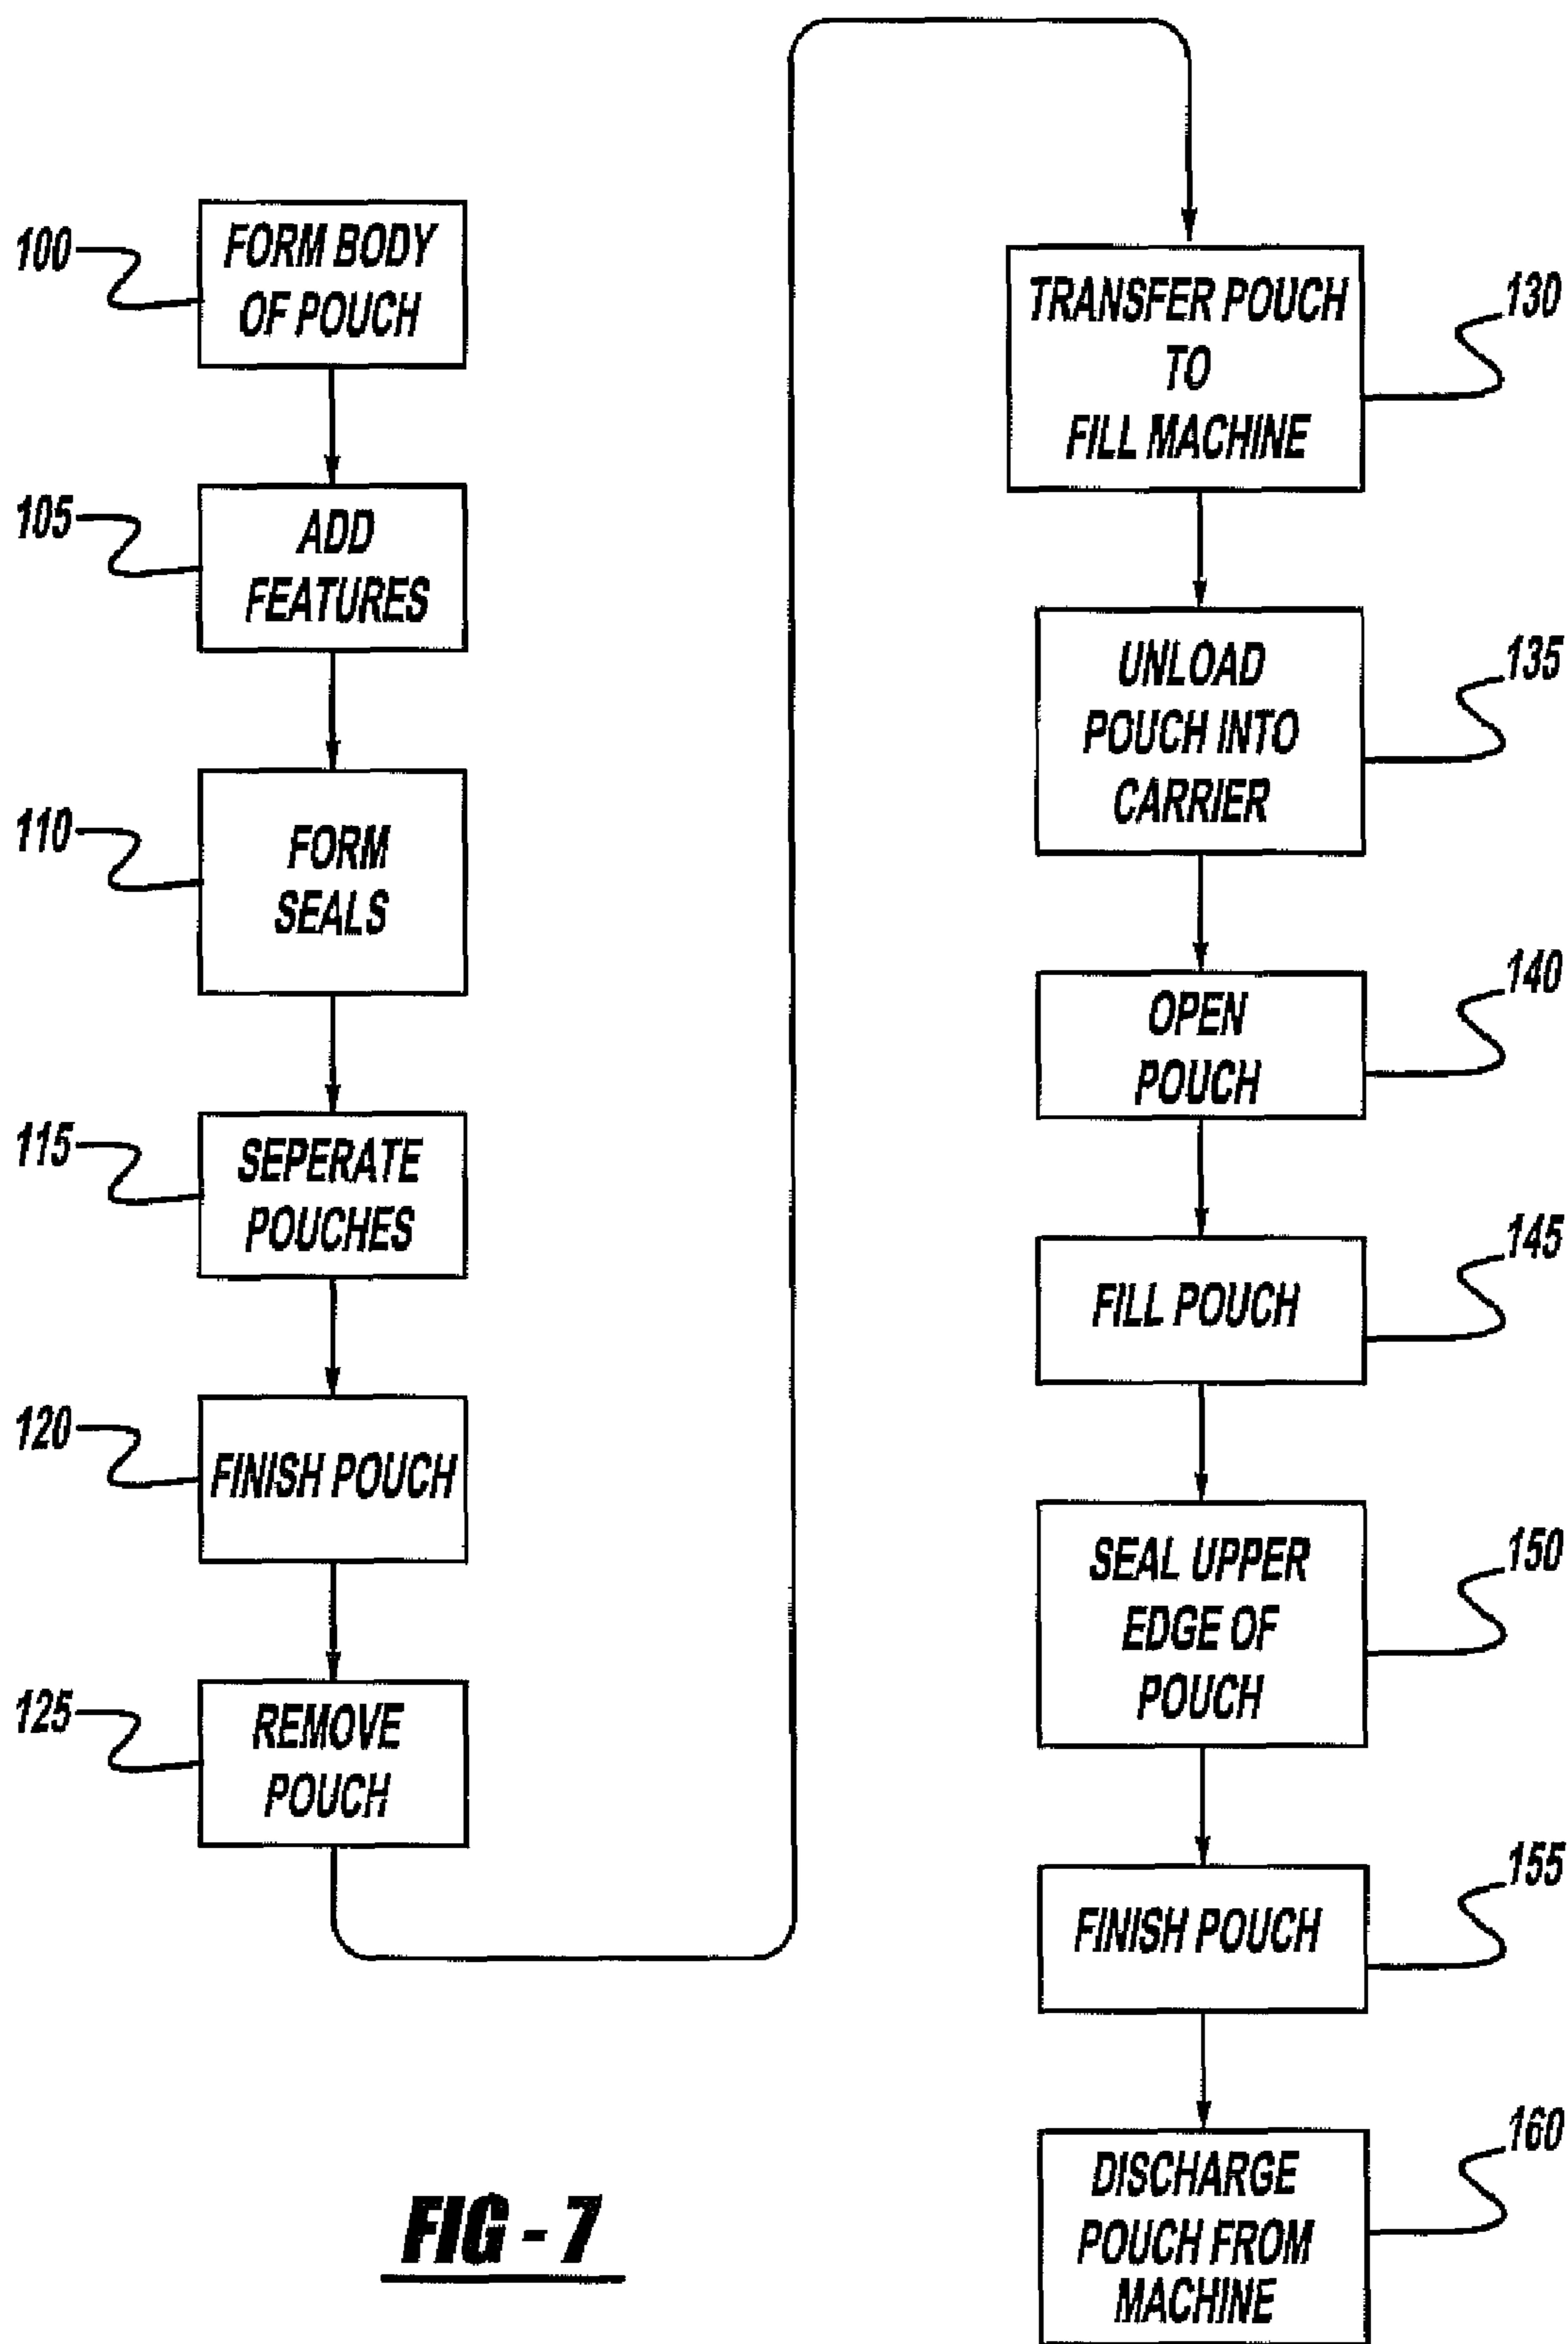 100
FORM BODY
OF POUCH
105
ADD
FEATURES
110
FORM
SEALS
115
SEPERATE
POUCHES
120
FINISH POUCH
125
REMOVE
POUCH
TRANSFER POUCH
TO
FILL MACHINE
130
UNLOAD
POUCH INTO
CARRIER
135
OPEN
POUCH
140
FILL POUCH
145
SEAL UPPER
EDGE OF
POUCH
150
FINISH POUCH
155
DISCHARGE
POUCH FROM
MACHINE
160
FIG - 7